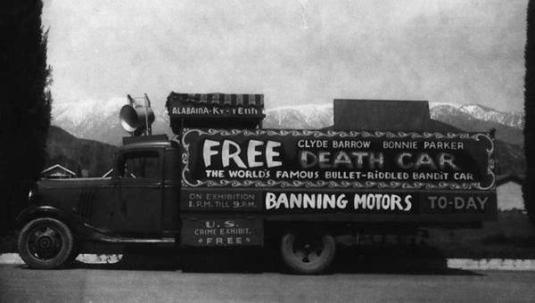 ALABAMA-KY-TENN
CLYDE BARROW BONNIE PARKER
FREE DEATH CAR
THE WORLD'S FAMOUS BULLET-RIDDLED BANDIT CAR
ON EXHIBITION
1 P.M. TILL 9 P.M.
BANNING MOTORS TO-DAY
U.S.
CRIME EXHIBIT.
FREE